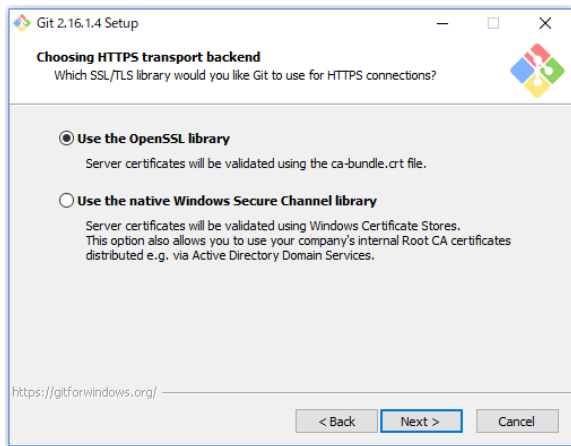 Git 2.16.1.4 Setup
Choosing HTTPS transport backend
Which SSL/TLS library would you like Git to use for HTTPS connections?
Use the OpenSSL library
Server certificates will be validated using the ca-bundle.crt file.
Use the native Windows Secure Channel library
Server certificates will be validated using Windows Certificate Stores.
This option also allows you to use your company's internal Root CA certificates
distributed e.g. via Active Directory Domain Services.
https://gitforwindows.org/
< Back Next > Cancel